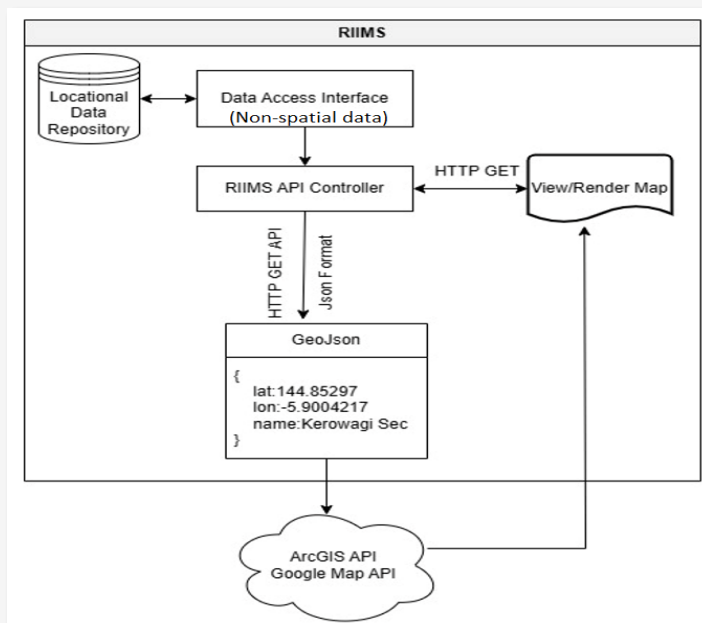 RIIMS
Locational
Data
Repository
Data Access Interface
(Non-spatial data)
RIIMS API Controller
HTTP GET
View/Render Map
HTTP GET API
Json Format
GeoJson
{
lat:144.85297
lon:-5.9004217
name:Kerowagi Sec
}
ArcGIS API
Google Map API